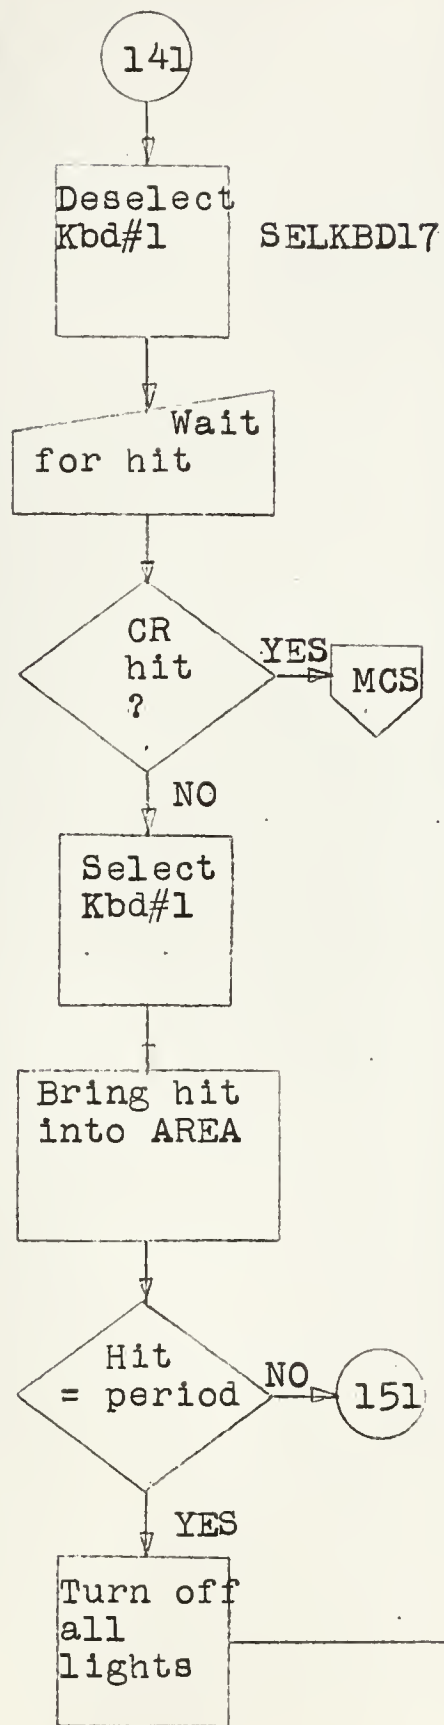 141
Deselect
Kbd#1 SELKBD17
Wait
for hit
CR
hit
?
YES
MCS
NO
Select
Kbd#1
Bring hit
into AREA
Hit
= period
NO
151
YES
Turn off
all
lights